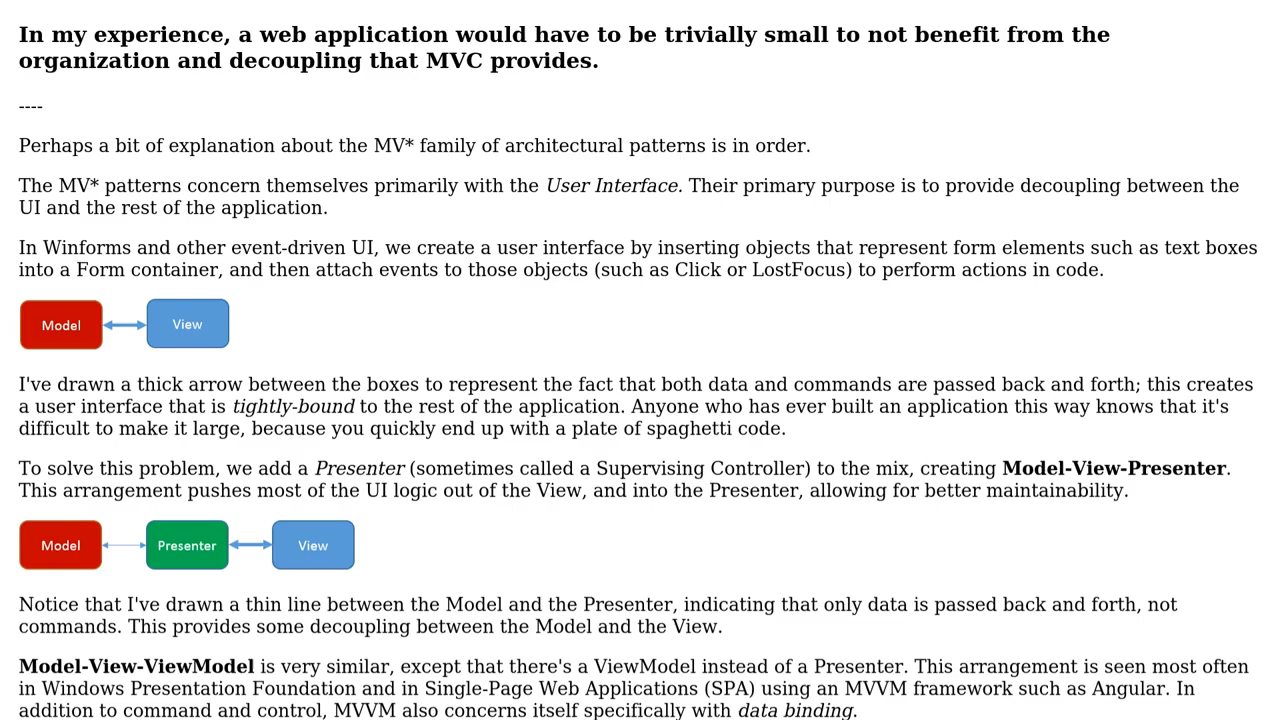 In my experience, a web application would have to be trivially small to not benefit from the
organization and decoupling that MVC provides.
----
Perhaps a bit of explanation about the MV* family of architectural patterns is in order.
The MV* patterns concern themselves primarily with the User Interface. Their primary purpose is to provide decoupling between the
UI and the rest of the application.
In Winforms and other event-driven UI, we create a user interface by inserting objects that represent form elements such as text boxes
into a Form container, and then attach events to those objects (such as Click or LostFocus) to perform actions in code.
Model View
I've drawn a thick arrow between the boxes to represent the fact that both data and commands are passed back and forth; this creates
a user interface that is tightly-bound to the rest of the application. Anyone who has ever built an application this way knows that it's
difficult to make it large, because you quickly end up with a plate of spaghetti code.
To solve this problem, we add a Presenter (sometimes called a Supervising Controller) to the mix, creating Model-View-Presenter.
This arrangement pushes most of the UI logic out of the View, and into the Presenter, allowing for better maintainability.
Model Presenter View
Notice that I've drawn a thin line between the Model and the Presenter, indicating that only data is passed back and forth, not
commands. This provides some decoupling between the Model and the View.
Model-View-ViewModel is very similar, except that there's a ViewModel instead of a Presenter. This arrangement is seen most often
in Windows Presentation Foundation and in Single-Page Web Applications (SPA) using an MVVM framework such as Angular. In
addition to command and control, MVVM also concerns itself specifically with data binding.